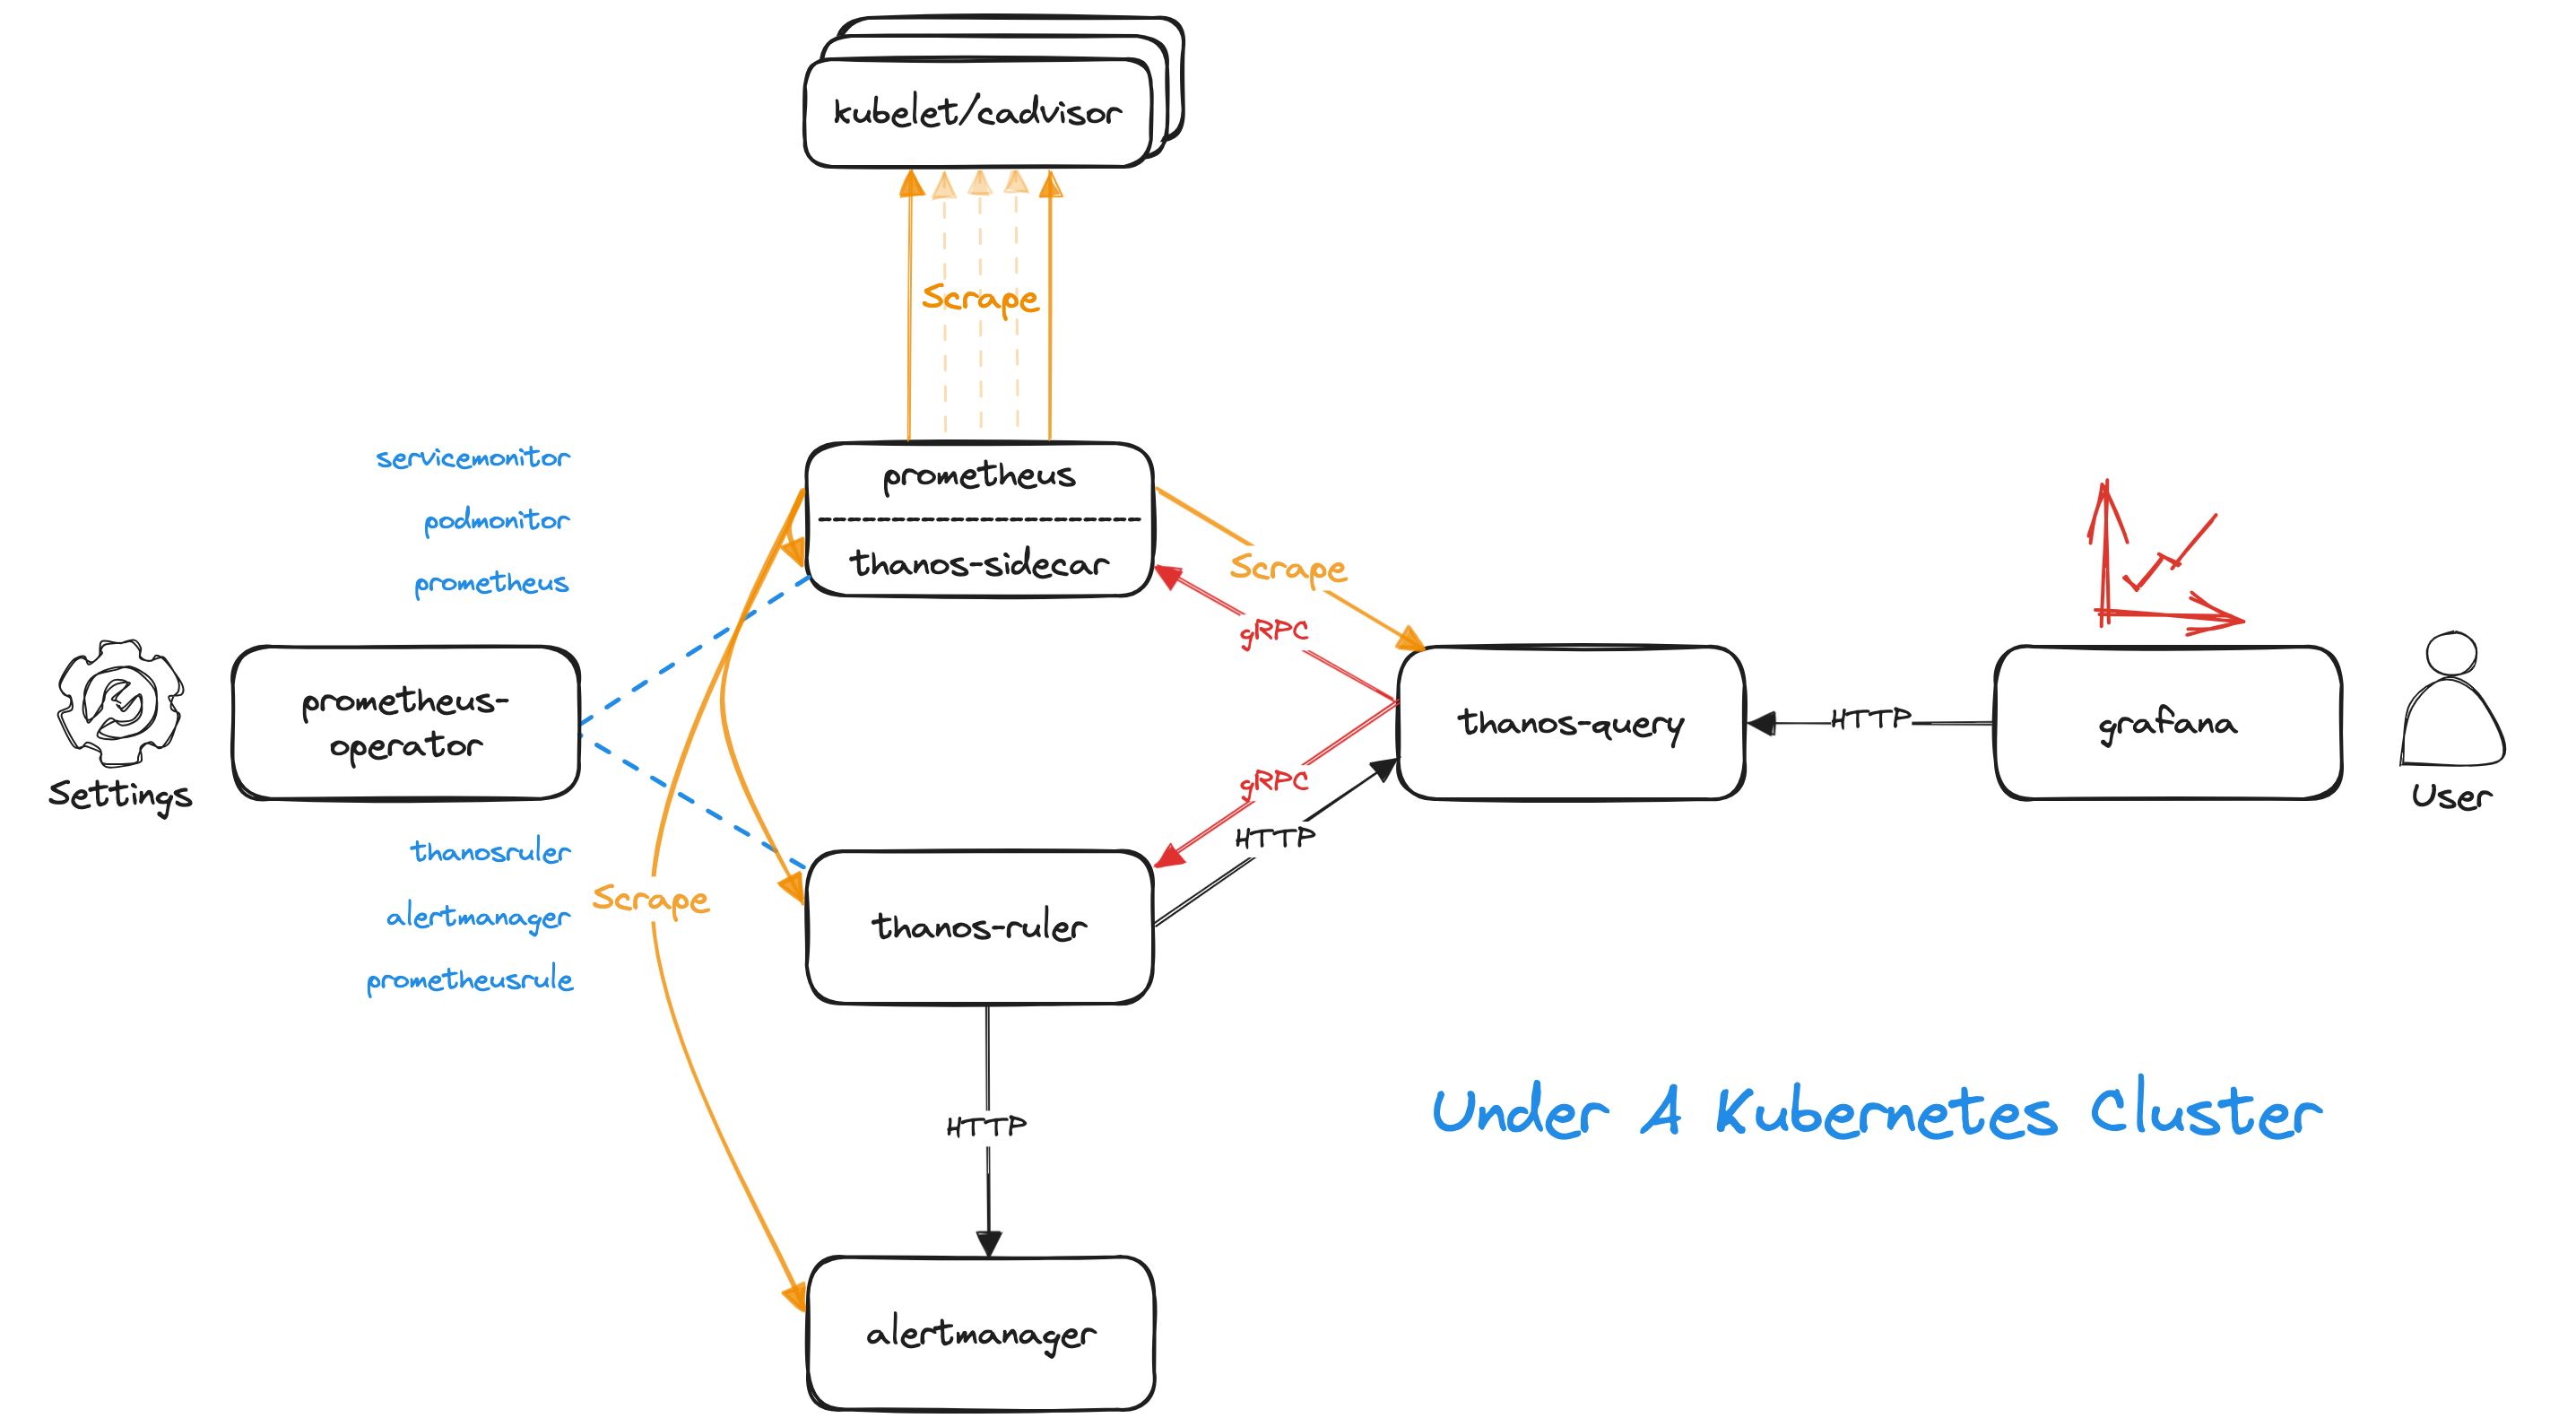 kubelet/cadvisor
Scrape
servicemonitor
podmonitor
prometheus
prometheus
thanos-sidecar
Scrape
gRPC
Settings
prometheus-
operator
thanos-query
HTTP
grafana
User
gRPC
HTTP
thanosruler
alertmanager
prometheusrule
Scrape
thanos-ruler
HTTP
Under A Kubernetes Cluster
alertmanager